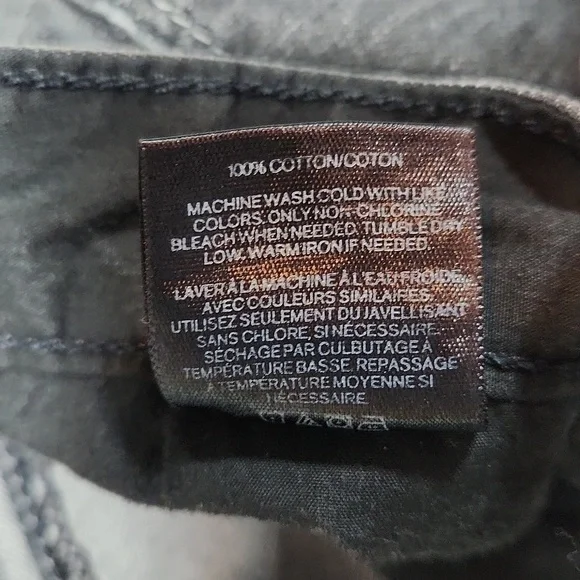 100% COTTON/COTON
MACHINE WASH COLD WITH LIKE
COLORS. ONLY NON-CHLORINE
BLEACH WHEN NEEDED. TUMBLE DRY
LOW. WARM IRON IF NEEDED.
LAVER À LA MACHINE À L'EAU FROIDE,
AVEC COULEURS SIMILAIRES.
UTILISEZ SEULEMENT DU JAVELLISANT
SANS CHLORE, SI NÉCESSAIRE.
SÉCHAGE PAR CULBUTAGE À
TEMPÉRATURE BASSE. REPASSAGE
À TEMPÉRATURE MOYENNE SI
NÉCESSAIRE.